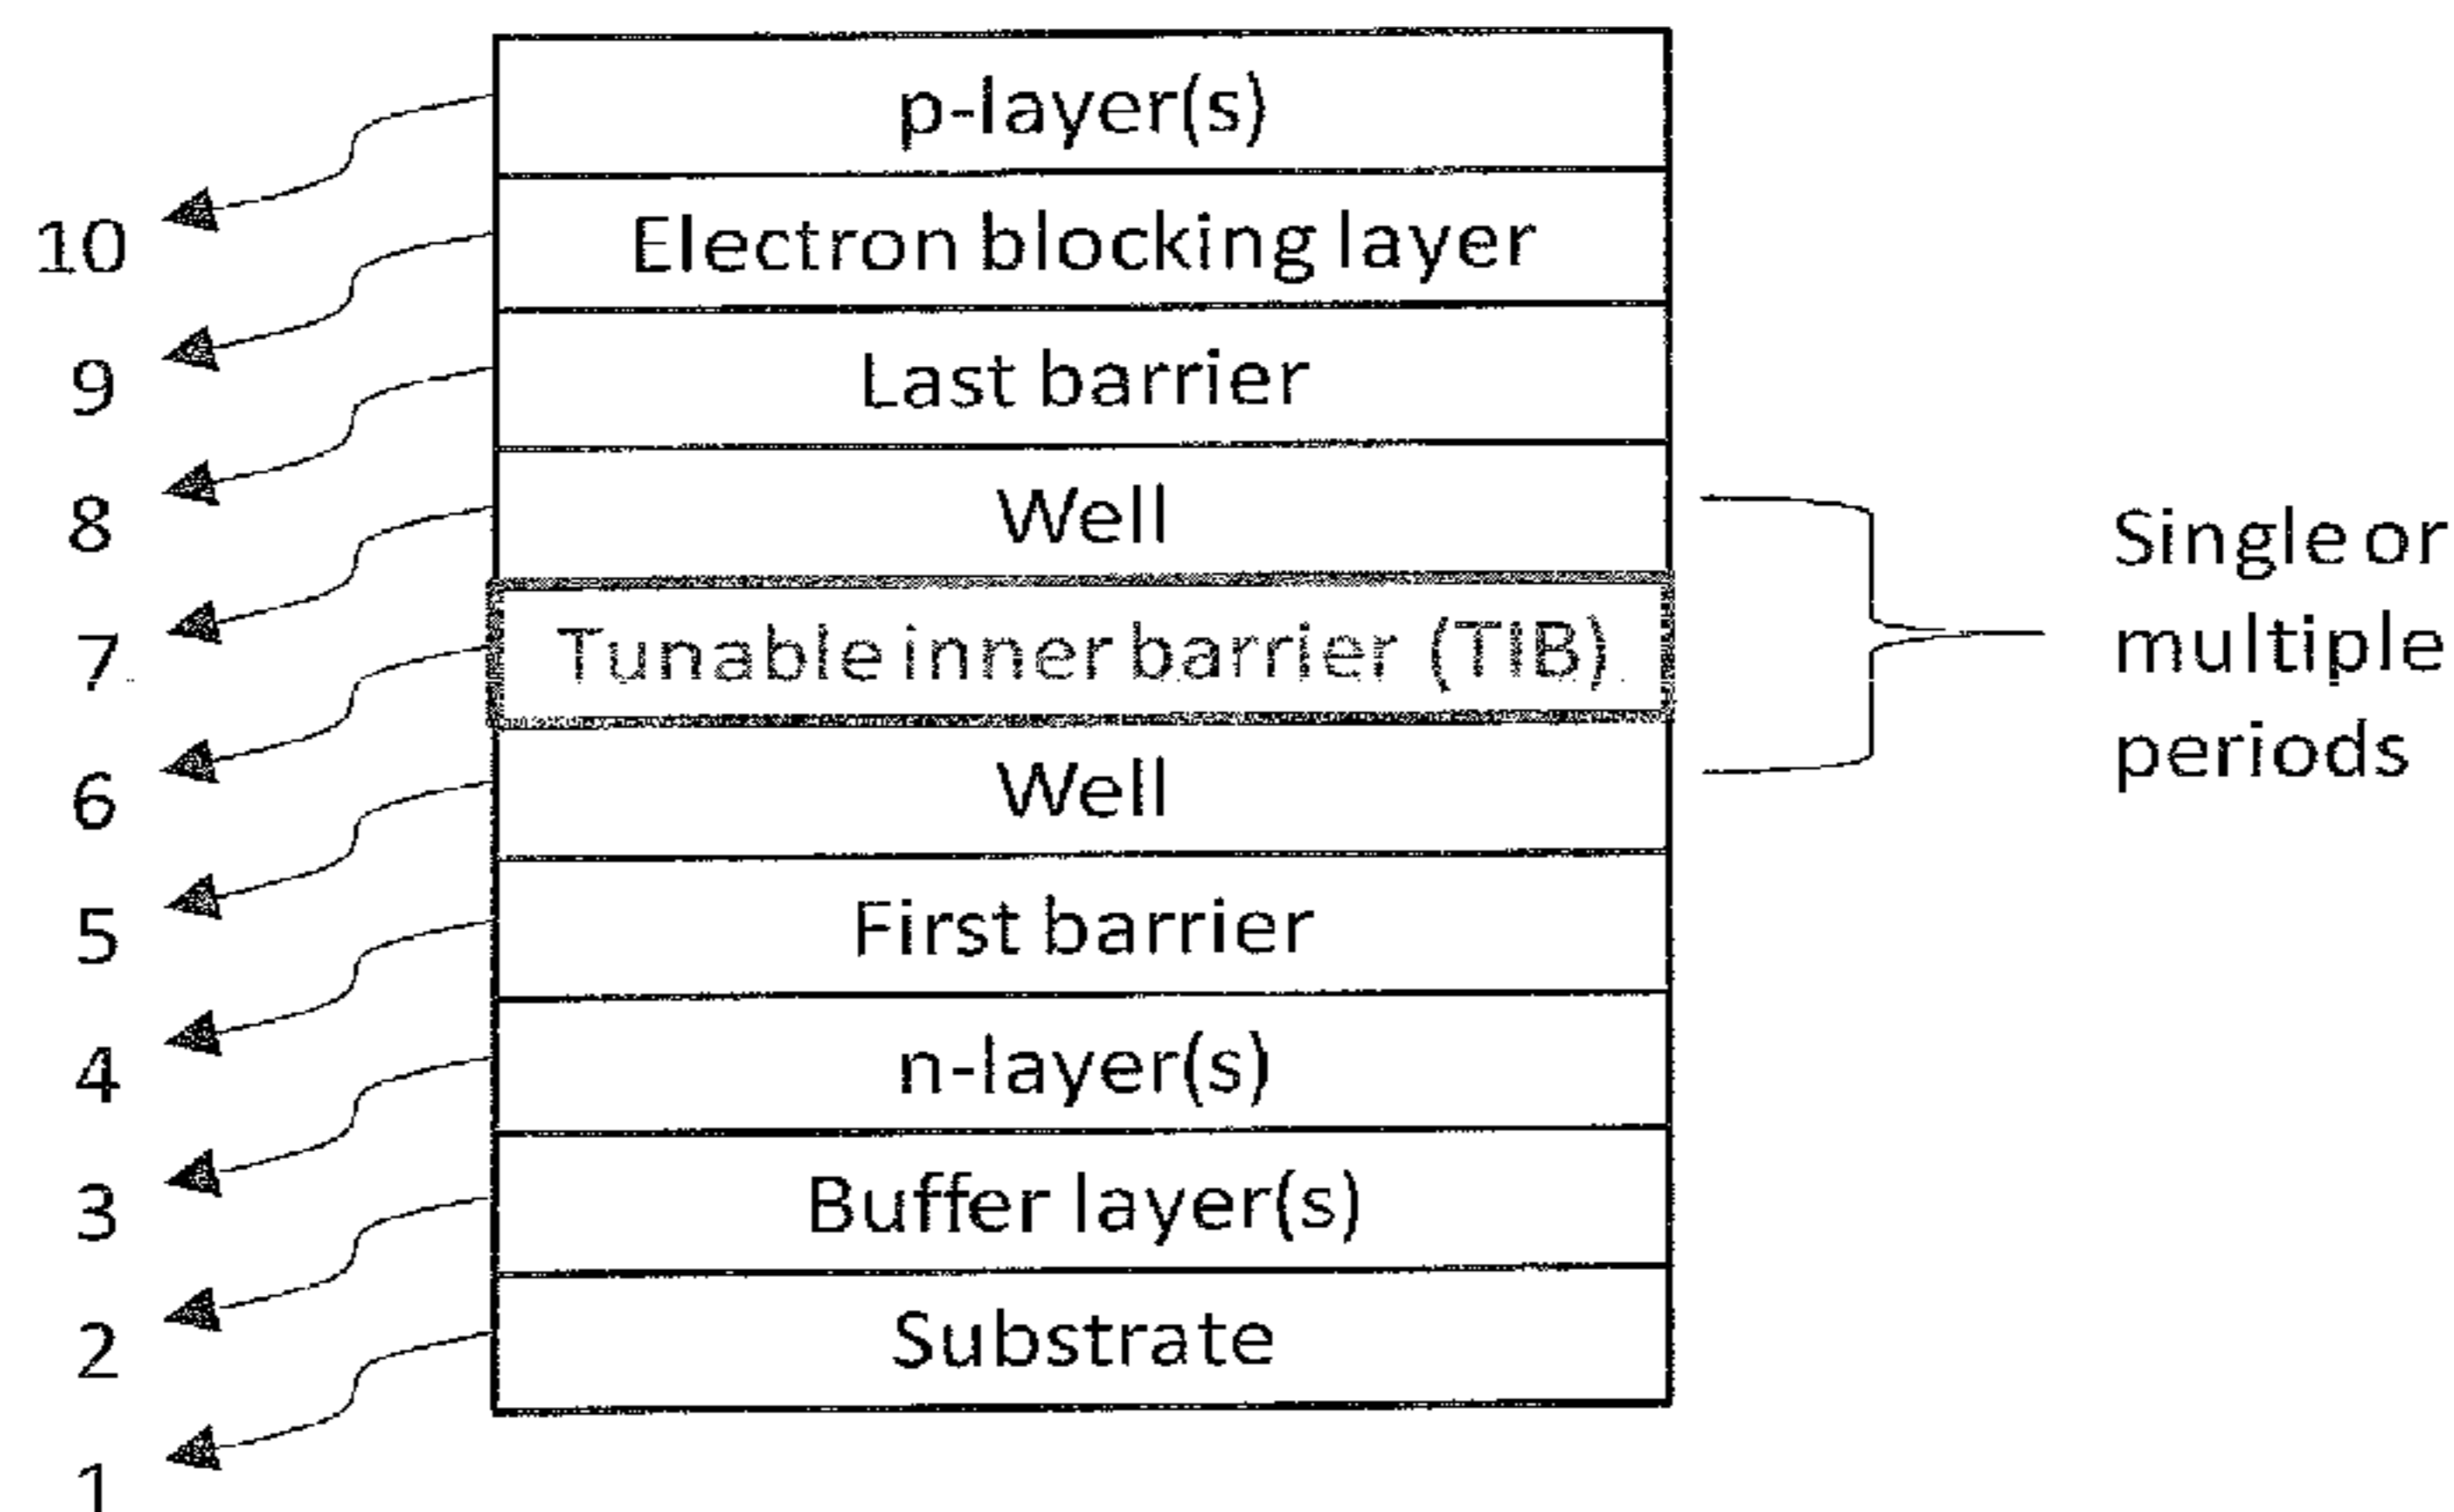 p-layer(s)
10
Electron blocking layer
9
Last barrier
8
Well
7
Tunable inner barrier (TIB)
6
Well
5
First barrier
4
n-layer(s)
3
Buffer layer(s)
2
Substrate
1
Single or
multiple
periods